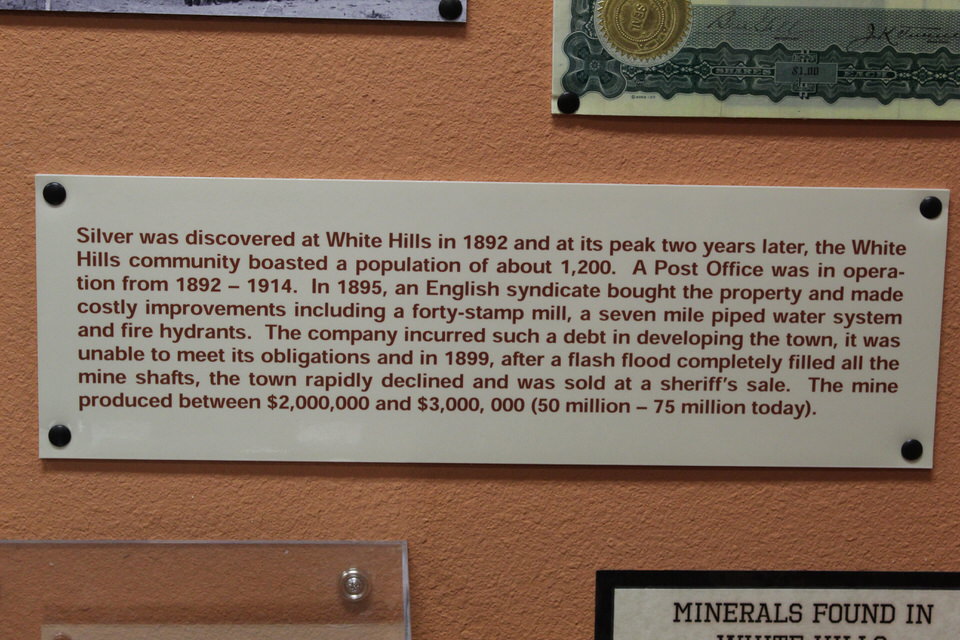 SHARES
$1.00
EACH
Silver was discovered at White Hills in 1892 and at its peak two years later, the White
Hills community boasted a population of about 1,200. A Post Office was in opera-
tion from 1892 – 1914. In 1895, an English syndicate bought the property and made
costly improvements including a forty-stamp mill, a seven mile piped water system
and fire hydrants. The company incurred such a debt in developing the town, it was
unable to meet its obligations and in 1899, after a flash flood completely filled all the
mine shafts, the town rapidly declined and was sold at a sheriff's sale. The mine
produced between $2,000,000 and $3,000, 000 (50 million – 75 million today).
MINERALS FOUND IN
WHITE HILLS